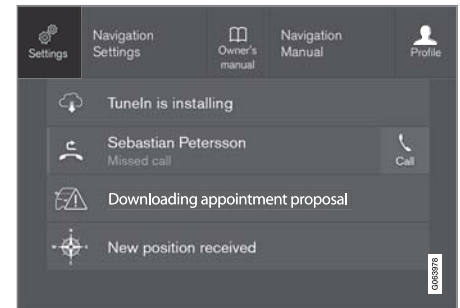 Settings
Navigation
Settings
Owner's
manual
Navigation
Manual
Profile
TuneIn is installing
Sebastian Petersson
Missed call
Call
Downloading appointment proposal
New position received
G063978